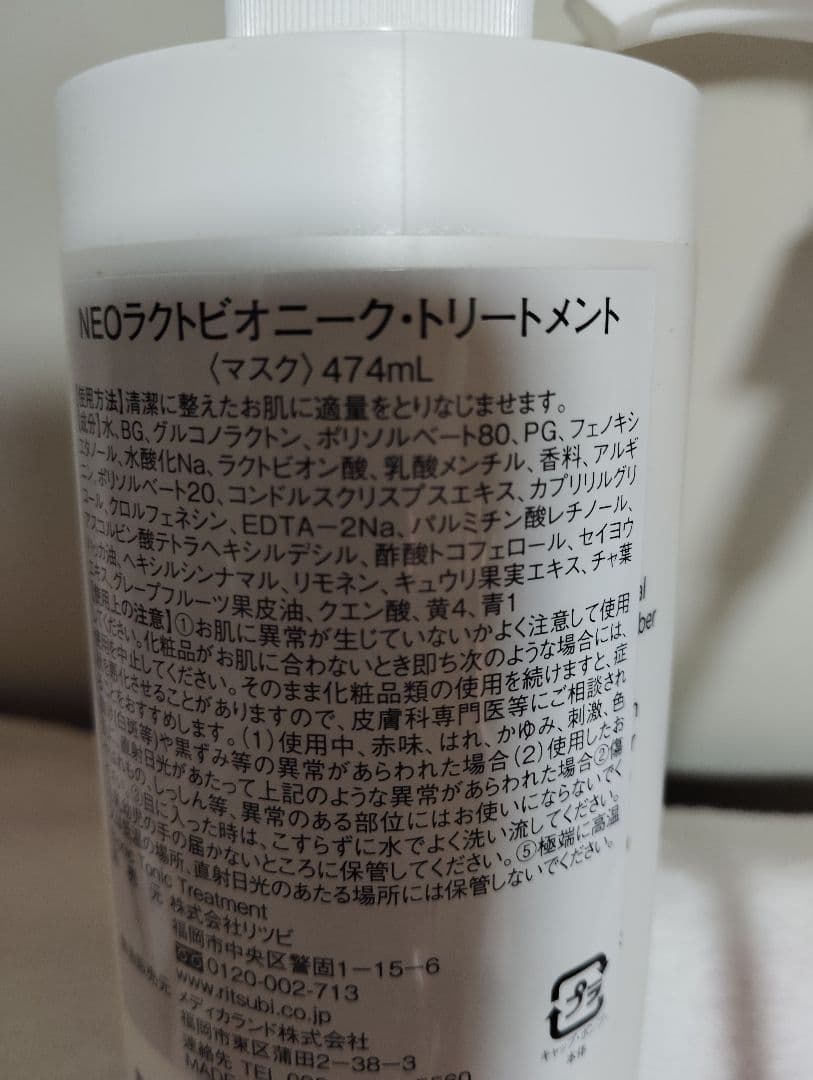 NEOラクトビオニーク・トリートメント
〈マスク〉474mL
【使用方法】清潔に整えたお肌に適量をとりなじませます。
【成分】水、BG、グルコノラクトン、ポリソルベート80、PG、フェノキシ
エタノール、水酸化Na、ラクトビオン酸、乳酸メンチル、香料、アルギ
ニン、ポリソルベート20、コンドルスクリスプスエキス、カプリリルグリ
コール、クロルフェネシン、EDTA-2Na、パルミチン酸レチノール、
アスコルビン酸テトラヘキシルデシル、酢酸トコフェロール、セイヨウ
ハッカ油、ヘキシルシンナマル、リモネン、キュウリ果実エキス、チャ葉
エキス、グレープフルーツ果皮油、クエン酸、黄4、青1
【使用上の注意】①お肌に異常が生じていないかよく注意して使用
してください。化粧品がお肌に合わないとき即ち次のような場合には、
使用を中止してください。そのまま化粧品類の使用を続けますと、症
状を悪化させることがありますので、皮膚科専門医等にご相談され
ることをおすすめします。(1)使用中、赤味、はれ、かゆみ、刺激、色
(白斑等)や黒ずみ等の異常があらわれた場合(2)使用したお
直射日光があたって上記のような異常があらわれた場合②傷
はれもの、しっしん等、異常のある部位にはお使いにならないでく
③目に入った時は、こすらずに水でよく洗い流してください。
乳幼児の手の届かないところに保管してください。⑤極端に高温
低温の場所、直射日光のあたる場所には保管しないでください。
Tonic Treatment
元 株式会社リツビ
福岡市中央区警固1-15-6
0120-002-713
www.ritsubi.co.jp
売元 メディカランド株式会社
福岡市東区蒲田2-38-3
連絡先 TEL
MADE
プラ
キャップ・ポンプ
本体
al
ber